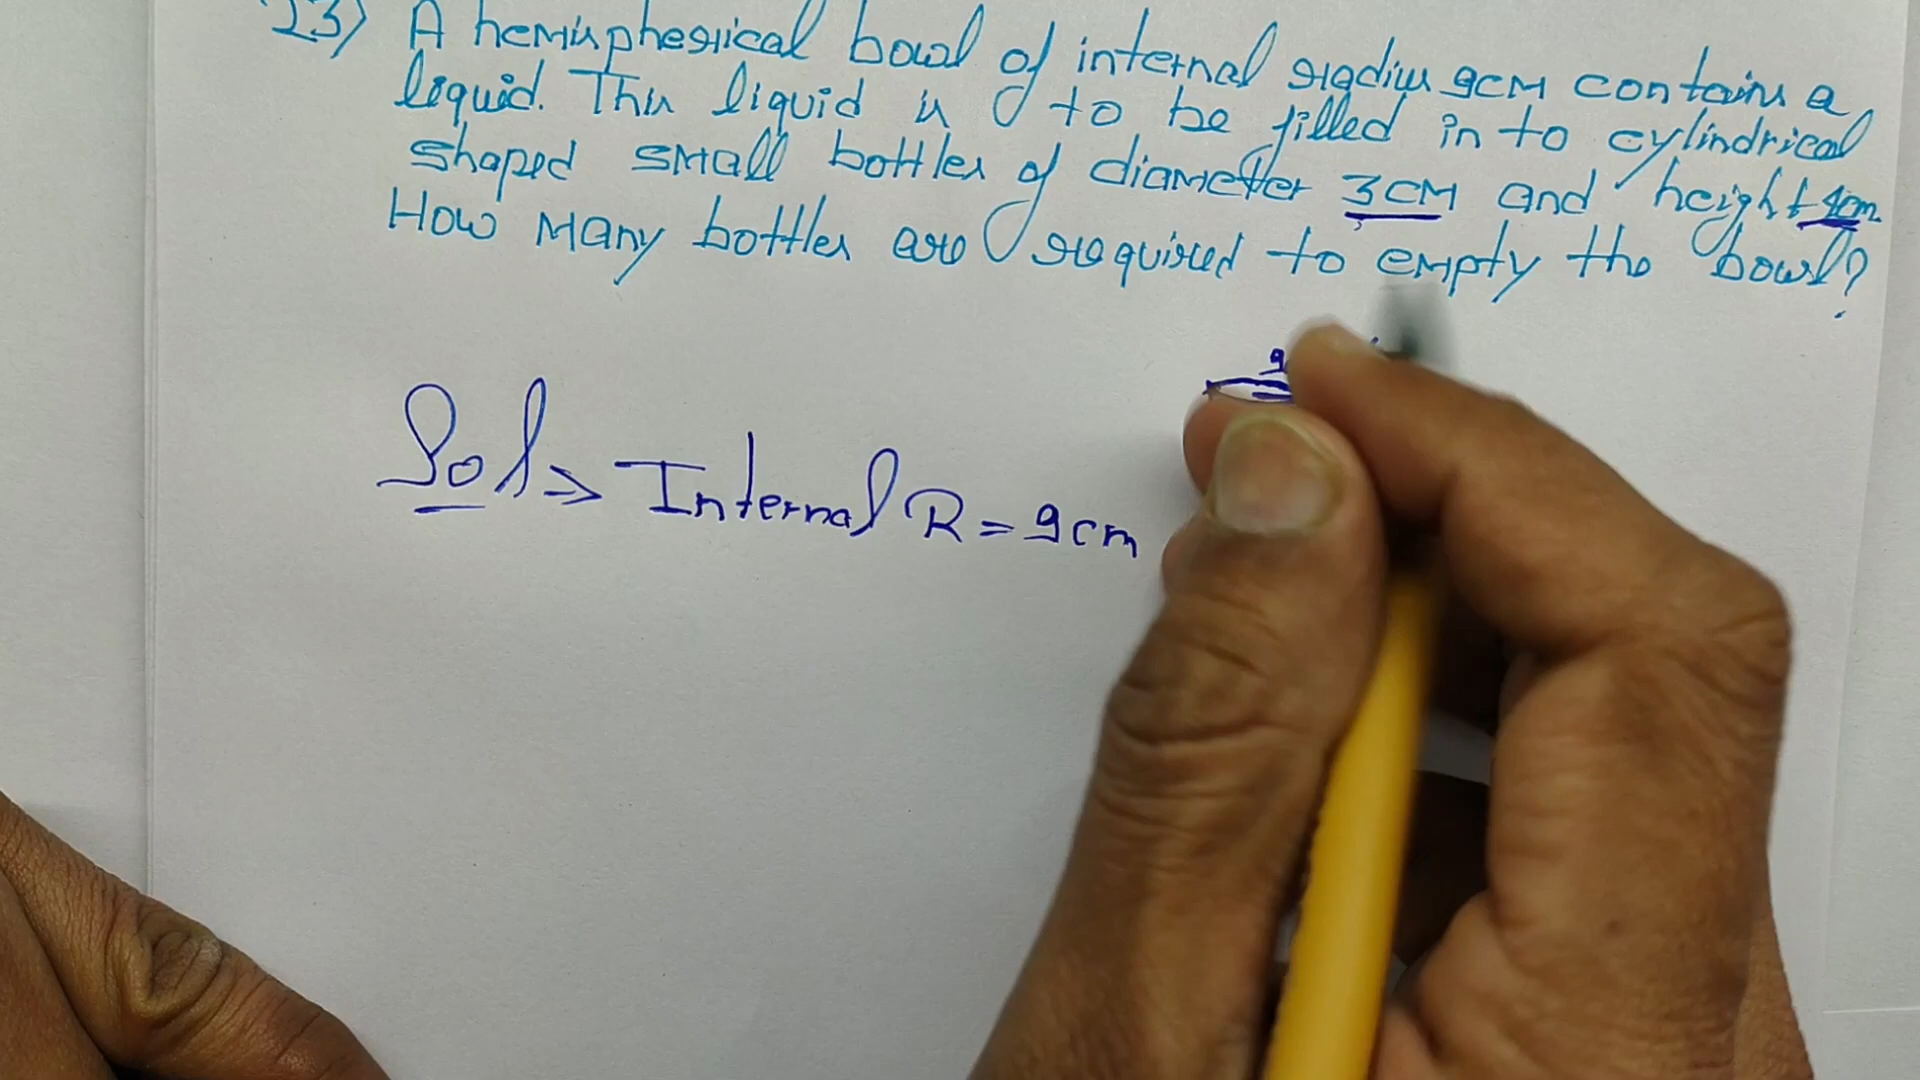 23) A hemispherical bowl of internal radius 9cm contains a
liquid. This liquid is to be filled in to cylindrical
shaped small bottles of diameter 3cm and height 4cm
How many bottles are required to empty the bowl?
9
Sol => Internal R = 9cm